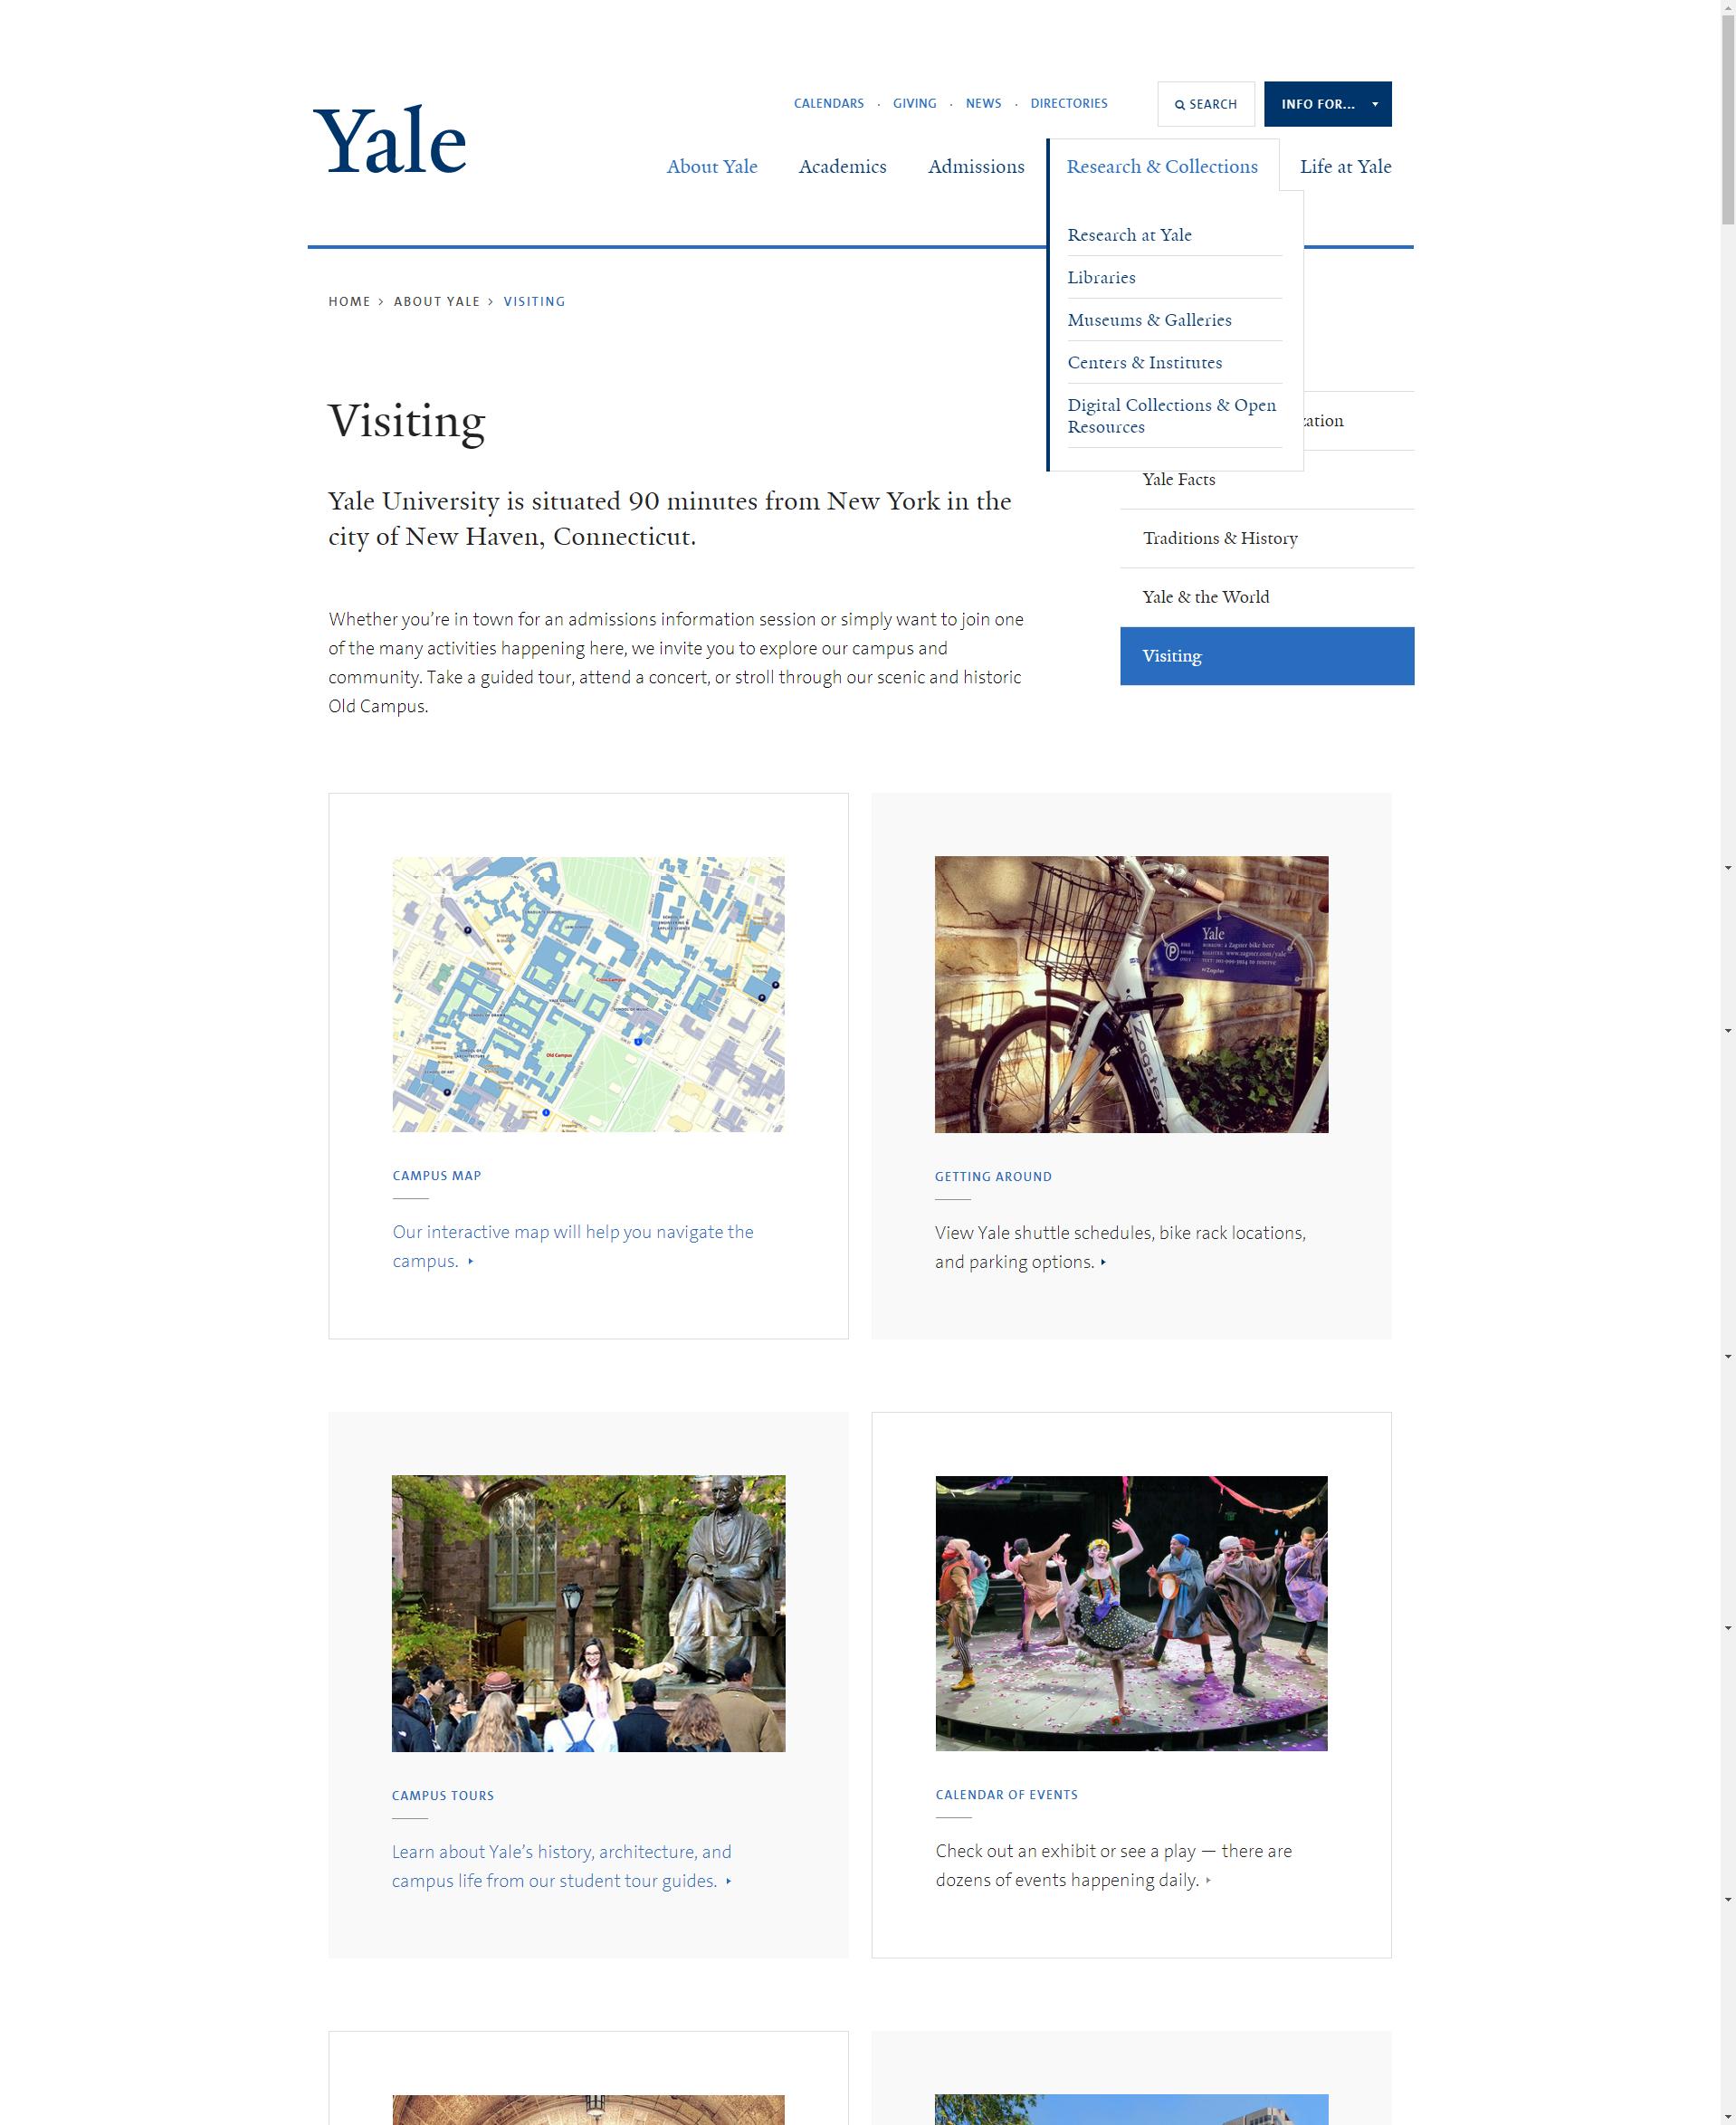 CALENDARS · GIVING · NEWS · DIRECTORIES
SEARCH
INFO FOR...
Yale
About Yale
Academics
Admissions
Research & Collections
Life at Yale
Research at Yale
Libraries
Museums & Galleries
Centers & Institutes
Digital Collections & Open
Resources
HOME > ABOUT YALE > VISITING
Visiting
Yale University is situated 90 minutes from New York in the
city of New Haven, Connecticut.
Whether you’re in town for an admissions information session or simply want to join one
of the many activities happening here, we invite you to explore our campus and
community. Take a guided tour, attend a concert, or stroll through our scenic and historic
Old Campus.
Yale Facts
Traditions & History
Yale & the World
Visiting
Cross Campus
Old Campus
CAMPUS MAP
Our interactive map will help you navigate the
campus.
Yale
Zagster
GETTING AROUND
View Yale shuttle schedules, bike rack locations,
and parking options.
CAMPUS TOURS
Learn about Yale’s history, architecture, and
campus life from our student tour guides.
CALENDAR OF EVENTS
Check out an exhibit or see a play — there are
dozens of events happening daily.